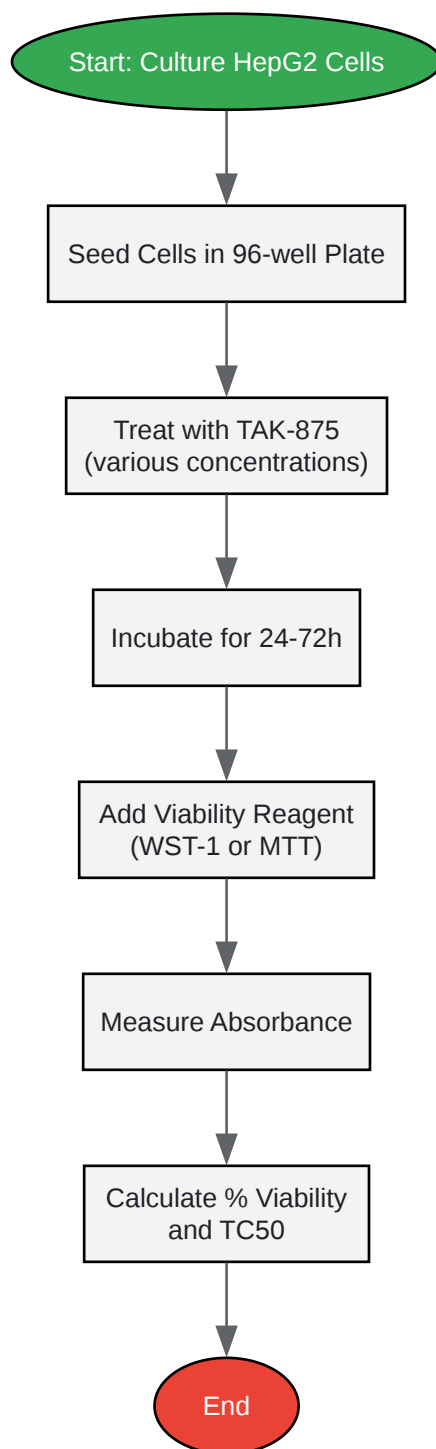 Start: Culture HepG2 Cells
Seed Cells in 96-well Plate
Treat with TAK-875
(various concentrations)
Incubate for 24-72h
Add Viability Reagent
(WST-1 or MTT)
Measure Absorbance
Calculate % Viability
and TC50
End